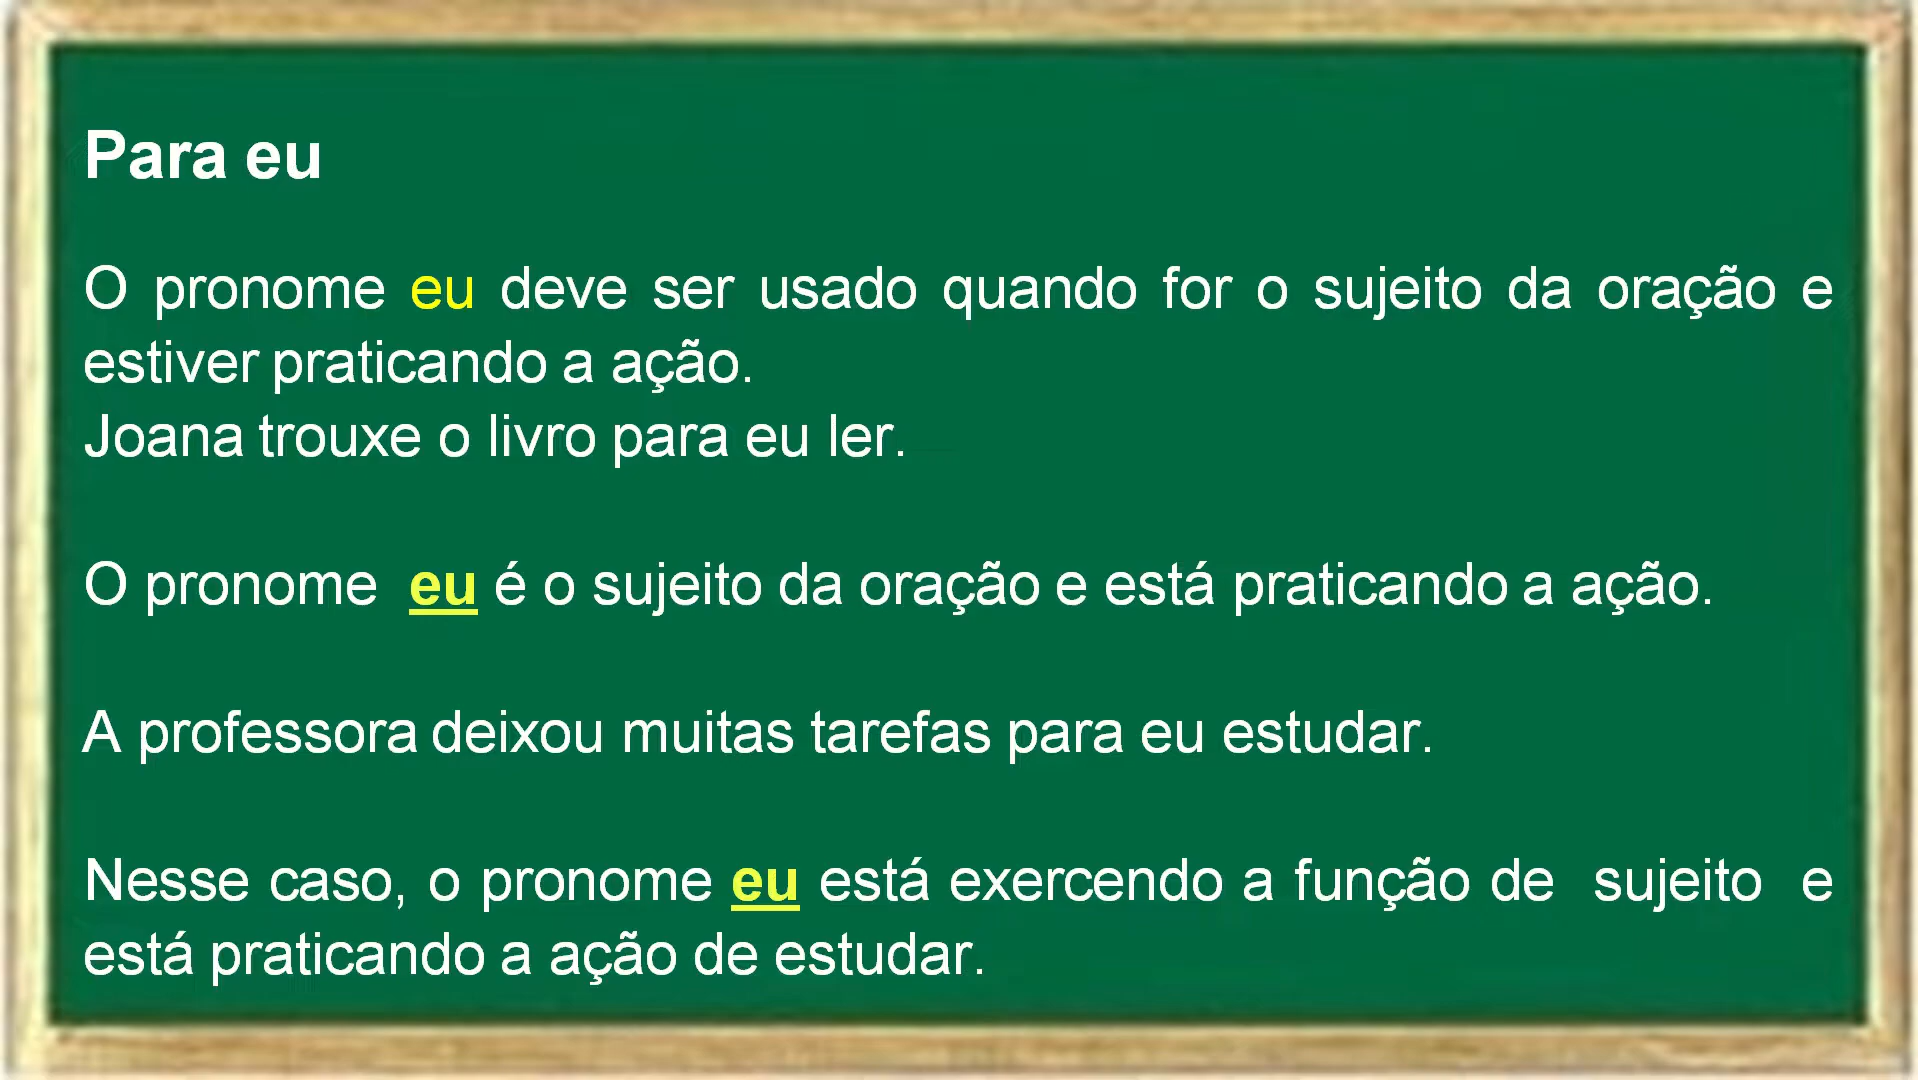 Para eu
O pronome eu deve ser usado quando for o sujeito da oração e
estiver praticando a ação.
Joana trouxe o livro para eu ler.
O pronome eu é o sujeito da oração e está praticando a ação.
A professora deixou muitas tarefas para eu estudar.
Nesse caso, o pronome eu está exercendo a função de sujeito e
está praticando a ação de estudar.